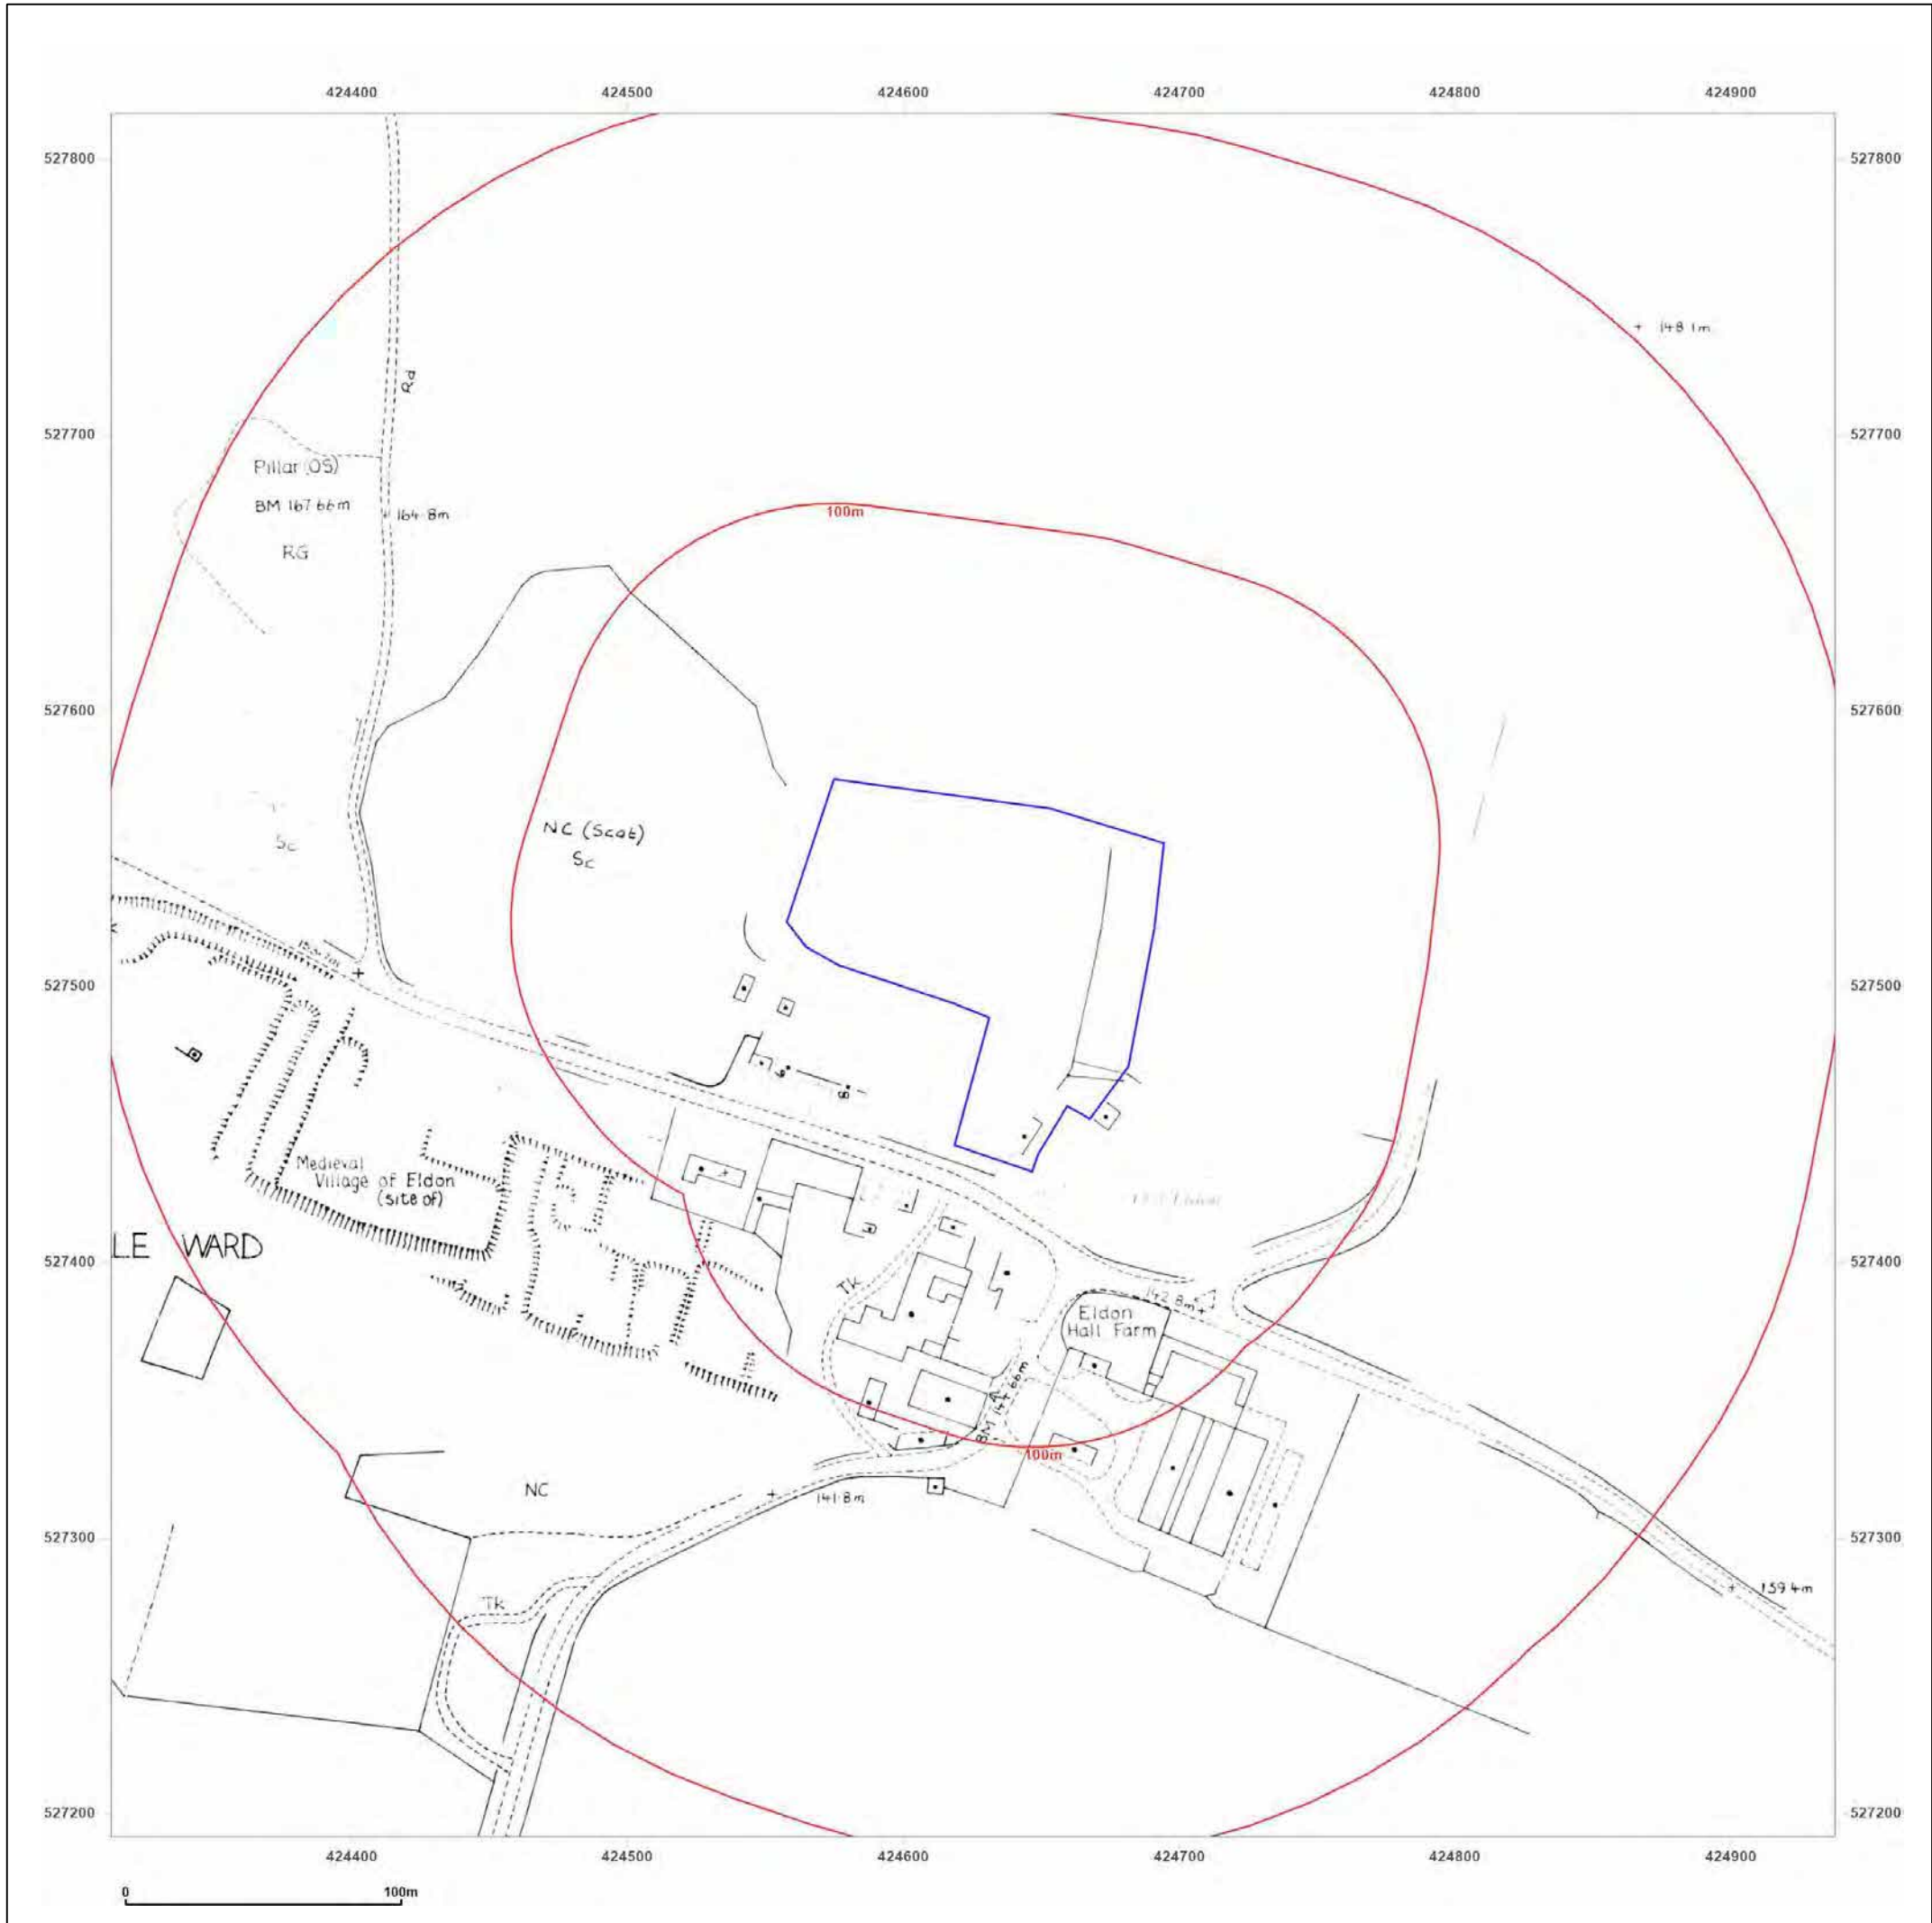 424400 424500 424600 424700 424800 424900
527800 527800
148.1m
Rd
527700 527700
Pillar (OS)
BM 167.66m
164.8m
100m
RG
527600 527600
NC (Scat)
Sc
Sc
527500 527500
Medieval
Village of Eldon
(site of)
LE WARD
527400 527400
Tk
142.8m
Eldon
Hall Farm
BM 144.66m
100m
NC
141.8m
527300 527300
Tk
139.4m
527200 527200
424400 424500 424600 424700 424800 424900
0 100m